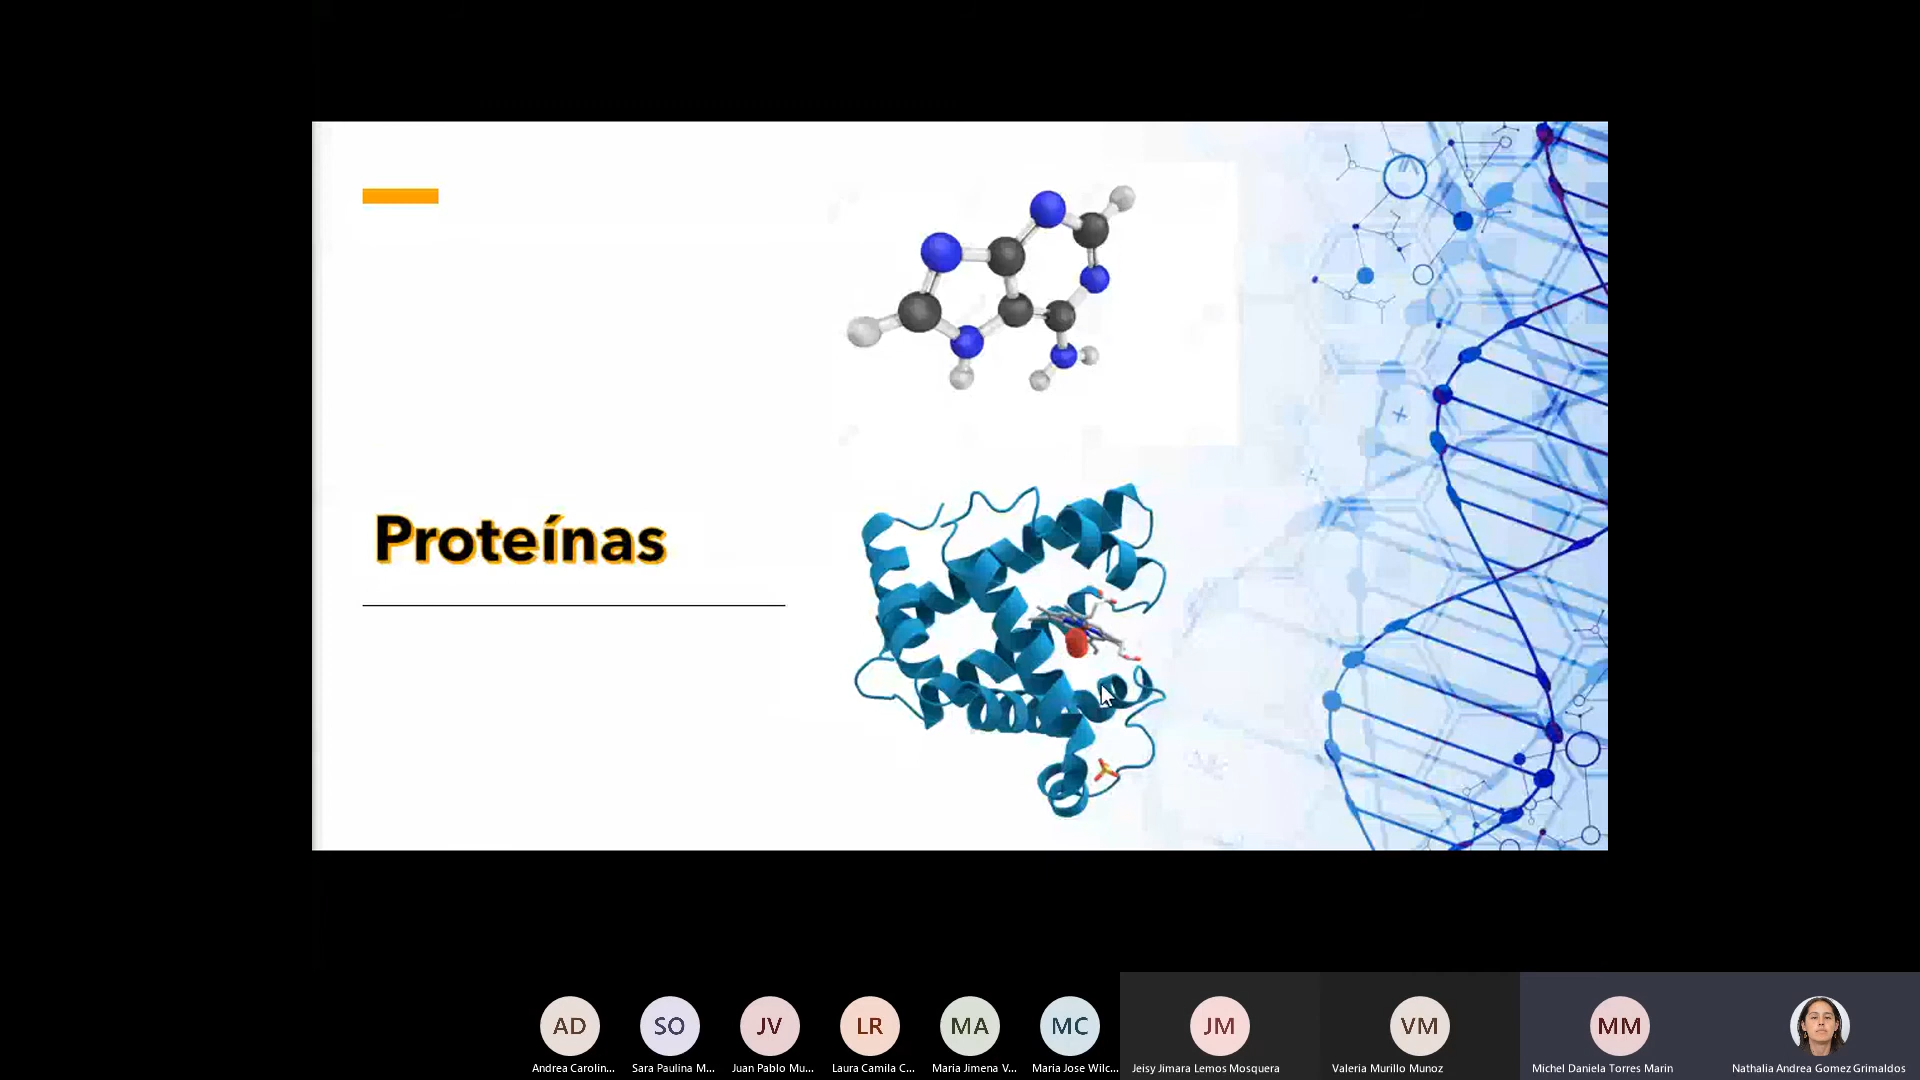 Proteínas
AD
SO
JV
LR
MA
MC
JM
VM
MM
Andrea Carolin...
Sara Paulina M...
Juan Pablo Mu...
Laura Camila C...
Maria Jimena V...
Maria Jose Wilc...
Jeisy Jimara Lemos Mosquera
Valeria Murillo Munoz
Michel Daniela Torres Marin
Nathalia Andrea Gomez Grimaldos